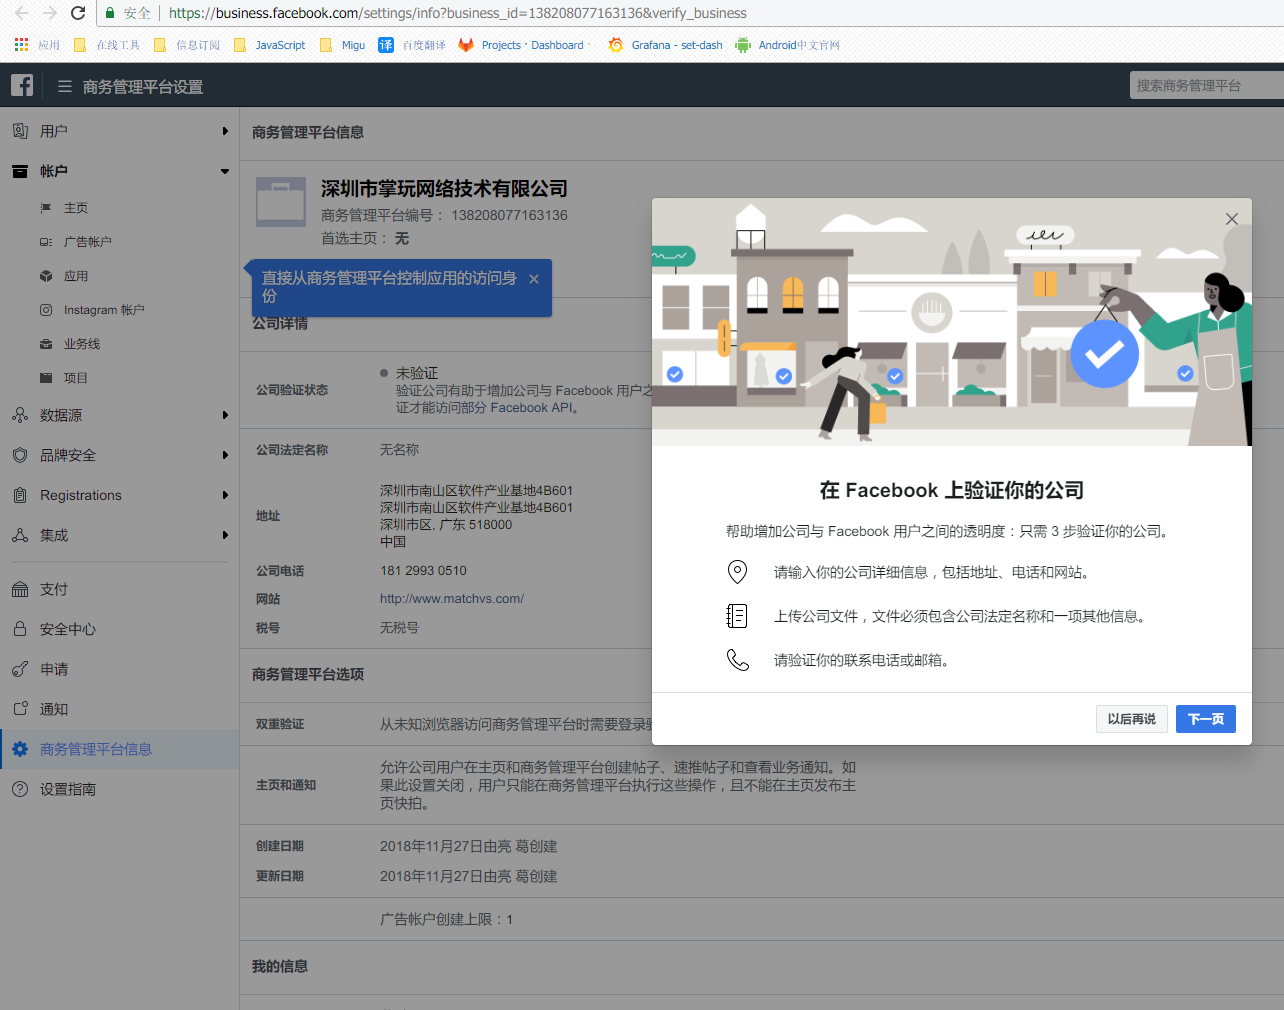 安全 | https://business.facebook.com/settings/info?business_id=138208077163136&verify_business
应用 在线工具 信息订阅 JavaScript Migu 译 百度翻译 Projects · Dashboard · Grafana - set-dash Android中文官网
商务管理平台设置
搜索商务管理平台
用户
帐户
主页
广告帐户
应用
Instagram 帐户
业务线
项目
数据源
品牌安全
Registrations
集成
支付
安全中心
申请
通知
商务管理平台信息
设置指南
商务管理平台信息
深圳市掌玩网络技术有限公司
商务管理平台编号： 138208077163136
首选主页： 无
直接从商务管理平台控制应用的访问身
份
公司详情
公司验证状态
未验证
验证公司有助于增加公司与 Facebook 用户之
证才能访问部分 Facebook API。
公司法定名称 无名称
地址
深圳市南山区软件产业基地4B601
深圳市南山区软件产业基地4B601
深圳市区, 广东 518000
中国
公司电话 181 2993 0510
网站 http://www.matchvs.com/
税号 无税号
商务管理平台选项
双重验证 从未知浏览器访问商务管理平台时需要登录验
主页和通知
允许公司用户在主页和商务管理平台创建帖子、速推帖子和查看业务通知。如
果此设置关闭，用户只能在商务管理平台执行这些操作，且不能在主页发布主
页快拍。
创建日期 2018年11月27日由亮 葛创建
更新日期 2018年11月27日由亮 葛创建
广告帐户创建上限：1
我的信息
在 Facebook 上验证你的公司
帮助增加公司与 Facebook 用户之间的透明度：只需 3 步验证你的公司。
请输入你的公司详细信息，包括地址、电话和网站。
上传公司文件，文件必须包含公司法定名称和一项其他信息。
请验证你的联系电话或邮箱。
以后再说 下一页